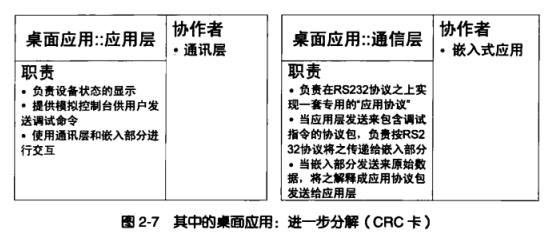 桌面应用::应用层
协作者
• 通讯层
职责
• 负责设备状态的显示
• 提供模拟控制台供用户发
送调试命令
• 使用通讯层和嵌入部分进
行交互
桌面应用::通信层
协作者
• 嵌入式应用
职责
• 负责在RS232协议之上实
现一套专用的“应用协议”
• 当应用层发送来包含调试
指令的协议包，负责按RS2
32协议将之传递给嵌入部分
• 当嵌入部分发送来原始数
据，将之解释成应用协议包
发送给应用层
图 2-7 其中的桌面应用：进一步分解（CRC 卡）